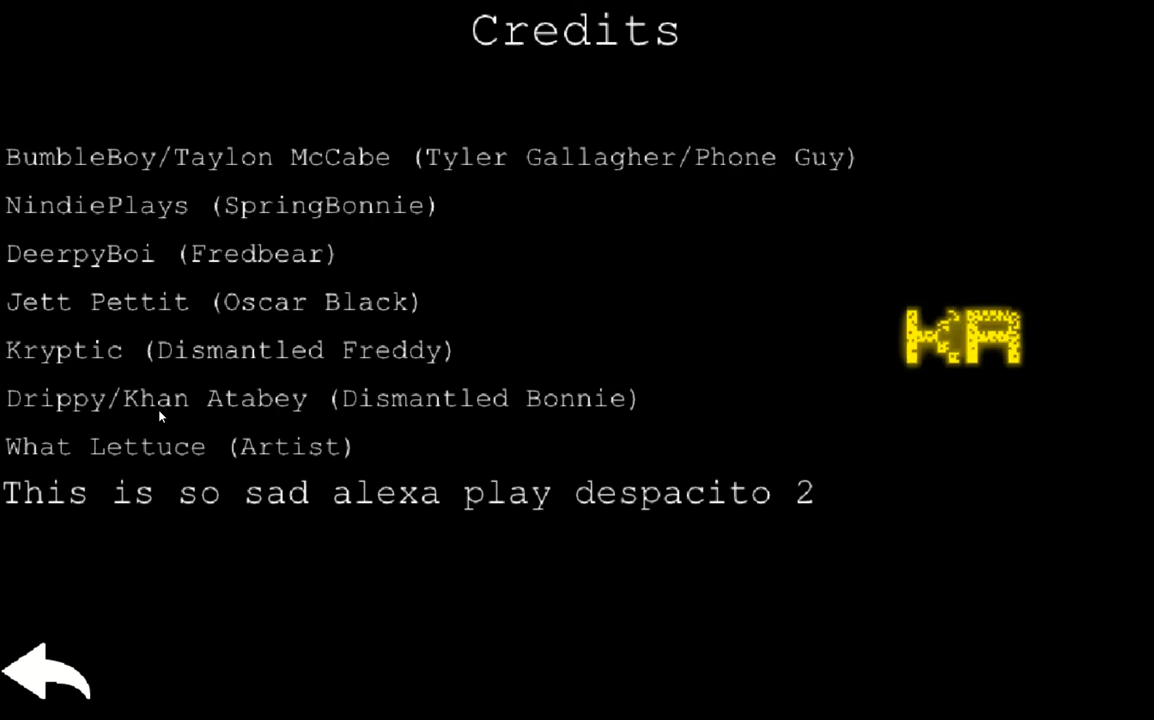 Credits
BumbleBoy/Taylon McCabe (Tyler Gallagher/Phone Guy)
NindiePlays (SpringBonnie)
DeerpyBoi (Fredbear)
Jett Pettit (Oscar Black)
KA
Kryptic (Dismantled Freddy)
Drippy/Khan Atabey (Dismantled Bonnie)
What Lettuce (Artist)
This is so sad alexa play despacito 2